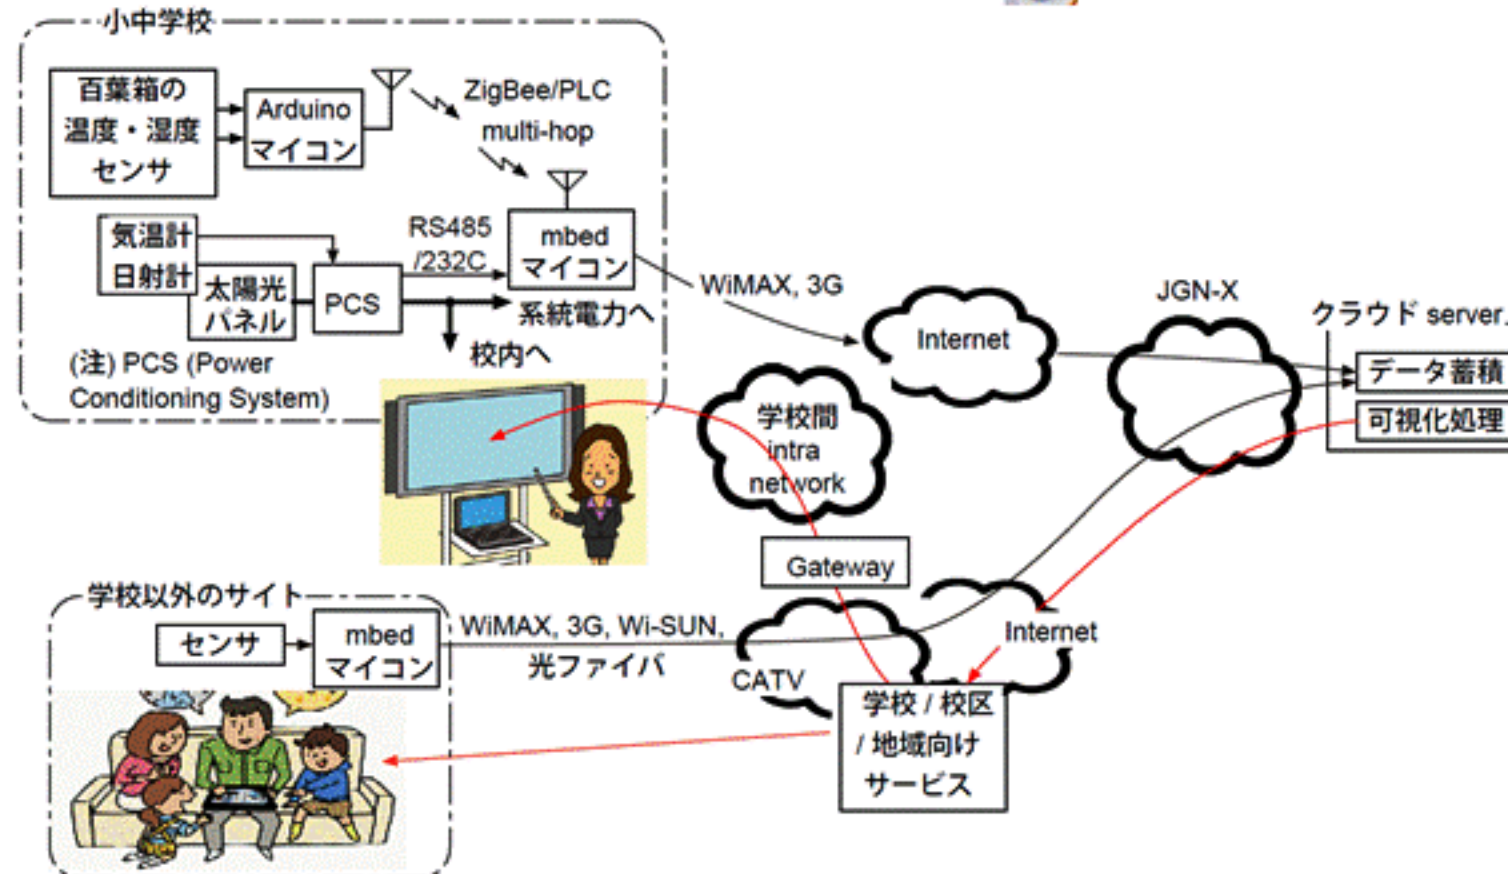 小中学校
百葉箱の
温度・湿度
センサ
Arduino
マイコン
ZigBee/PLC
multi-hop
気温計
日射計
太陽光
パネル
PCS
RS485
/232C
mbed
マイコン
系統電力へ
校内へ
(注) PCS (Power
Conditioning System)
WiMAX, 3G
Internet
JGN-X
クラウド server
データ蓄積
可視化処理
学校間
intra
network
Gateway
学校以外のサイト
センサ
mbed
マイコン
WiMAX, 3G, Wi-SUN,
光ファイバ
CATV
Internet
学校 / 校区
/ 地域向け
サービス